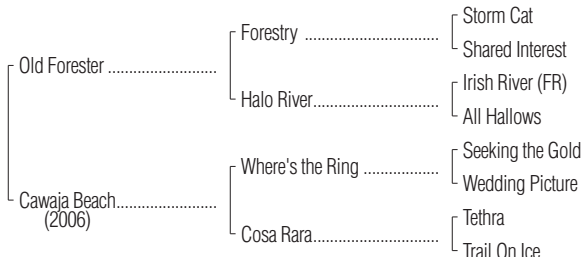 Storm Cat
Forestry ..............................
Shared Interest
Old Forester .........................
Irish River (FR)
Halo River............................
All Hallows
Seeking the Gold
Where's the Ring .................
Wedding Picture
Cawaja Beach.......................
(2006)
Tethra
Cosa Rara............................
Trail On Ice